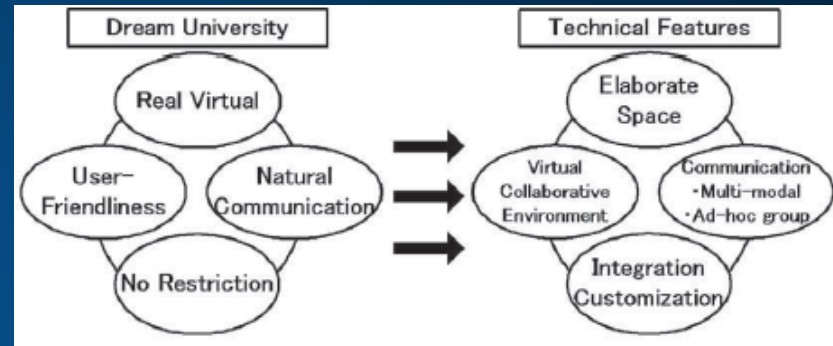 Dream University
Real Virtual
User-
Friendliness
Natural
Communication
No Restriction
Technical Features
Elaborate
Space
Virtual
Collaborative
Environment
Communication
・Multi-modal
・Ad-hoc group
Integration
Customization